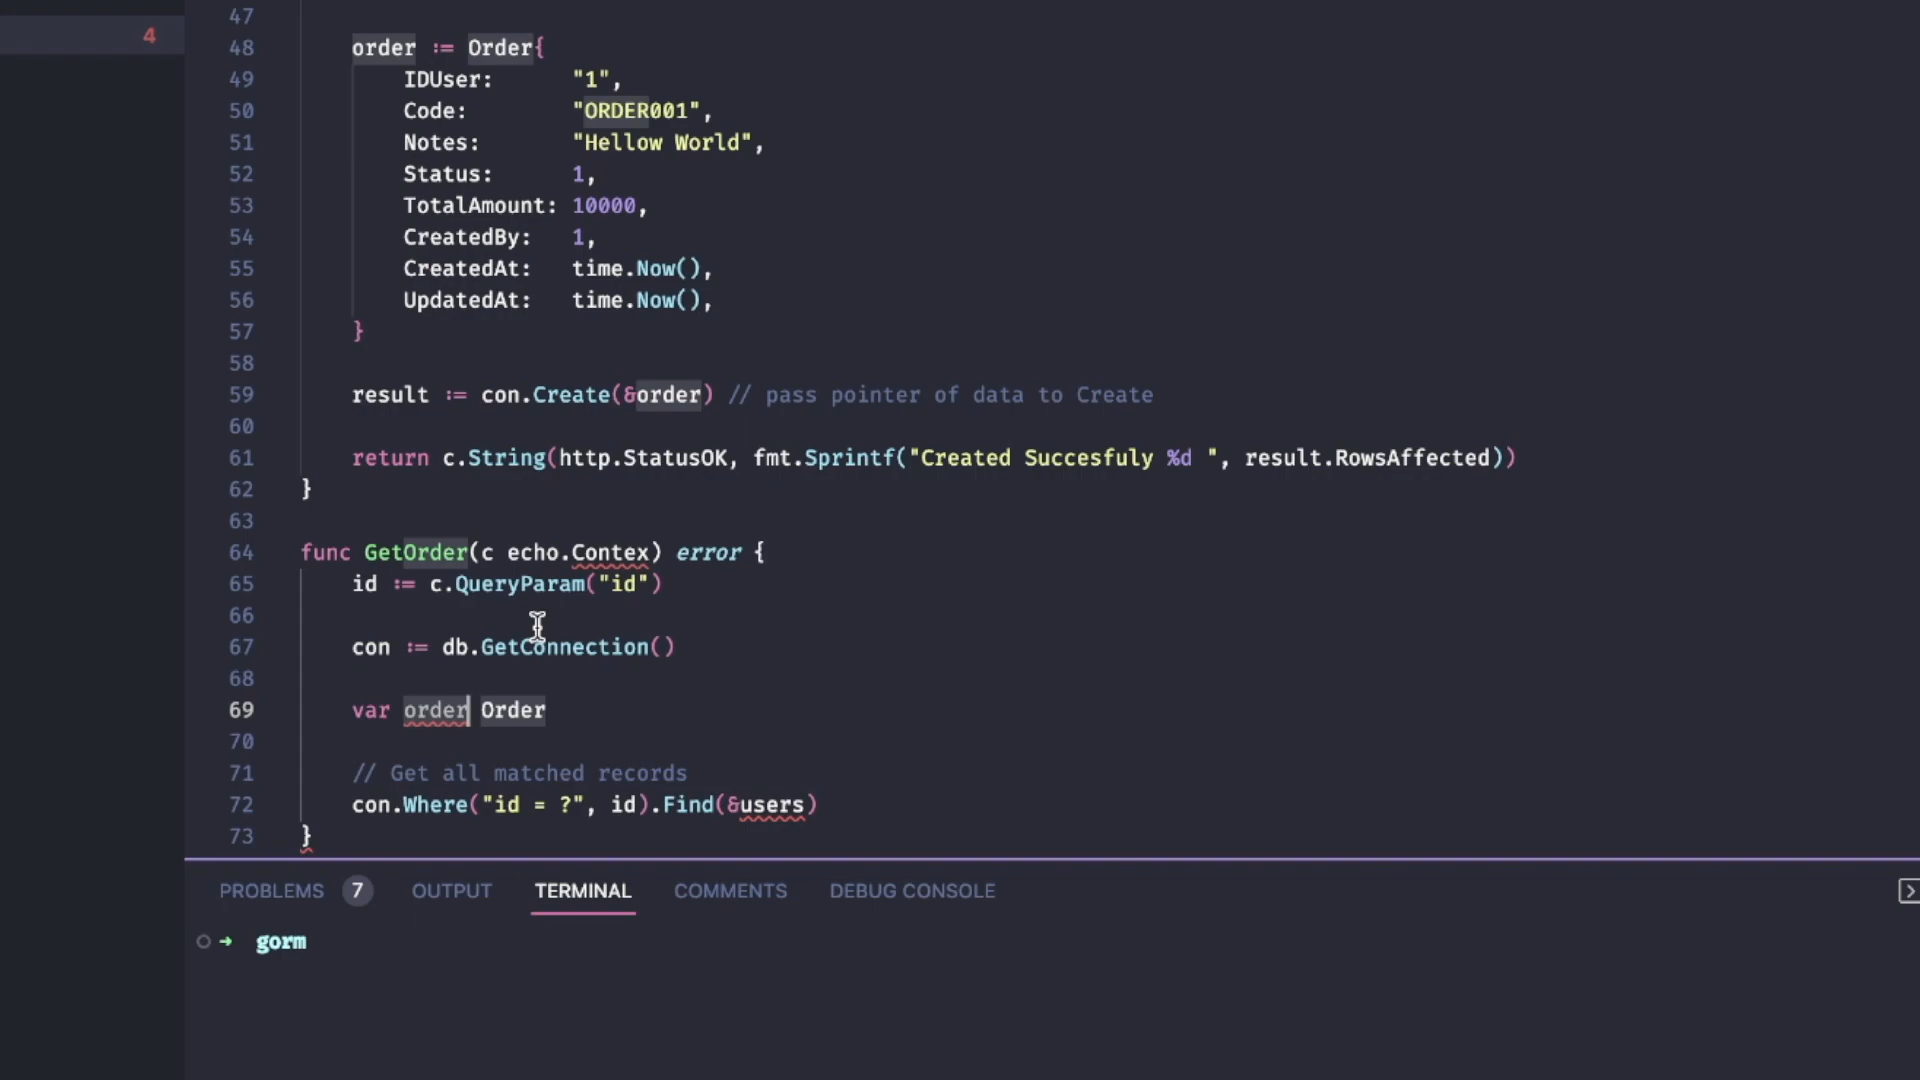 4
47
48 order := Order{
49 IDUser: "1",
50 Code: "ORDER001",
51 Notes: "Hellow World",
52 Status: 1,
53 TotalAmount: 10000,
54 CreatedBy: 1,
55 CreatedAt: time.Now(),
56 UpdatedAt: time.Now(),
57 }
58
59 result := con.Create(&order) // pass pointer of data to Create
60
61 return c.String(http.StatusOK, fmt.Sprintf("Created Succesfuly %d ", result.RowsAffected))
62 }
63
64 func GetOrder(c echo.Contex) error {
65 id := c.QueryParam("id")
66
67 con := db.GetConnection()
68
69 var order Order
70
71 // Get all matched records
72 con.Where("id = ?", id).Find(&users)
73 }
PROBLEMS 7 OUTPUT TERMINAL COMMENTS DEBUG CONSOLE
➜ gorm